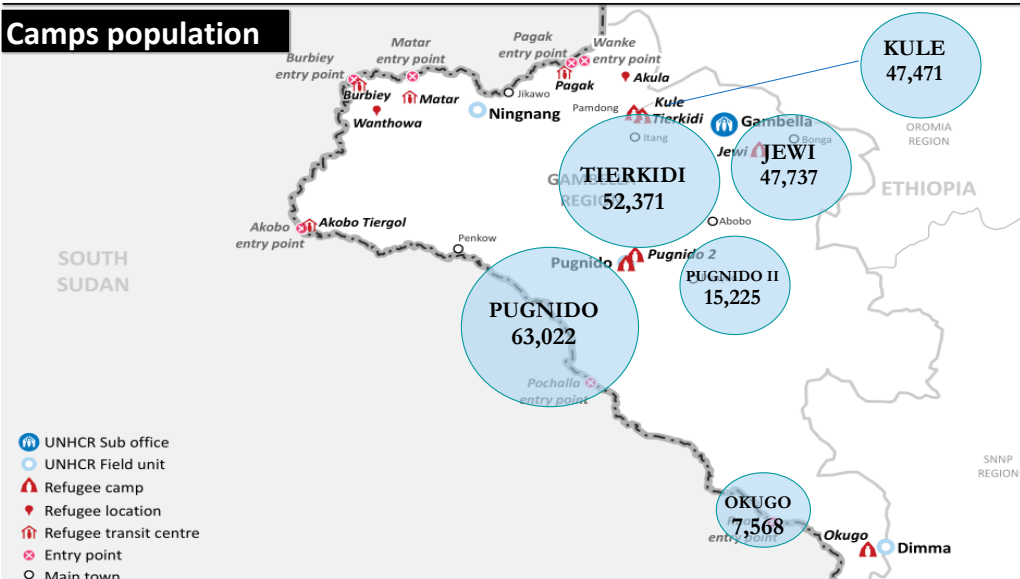 Camps population
Matar
entry point
Pagak
entry point
Wanke
entry point
Burbiey
entry point
KULE
47,471
Burbiey
Matar
Jikawo
Pagak
Akula
Wanthowa
Ningnang
Pamdong
Kule
Tierkidi
Gambella
Itang
Bonga
OROMIA
REGION
Jewi
JEWI
47,737
TIERKIDI
52,371
GAMBELLA
REGION
ETHIOPIA
Akobo
entry point
Akobo Tiergol
Abobo
Penkow
SOUTH
SUDAN
Pugnido
Pugnido 2
PUGNIDO II
15,225
PUGNIDO
63,022
Pochalla
entry point
UNHCR Sub office
UNHCR Field unit
Refugee camp
Refugee location
Refugee transit centre
Entry point
Main town
SNNP
REGION
OKUGO
7,568
entry point
Okugo
Dimma